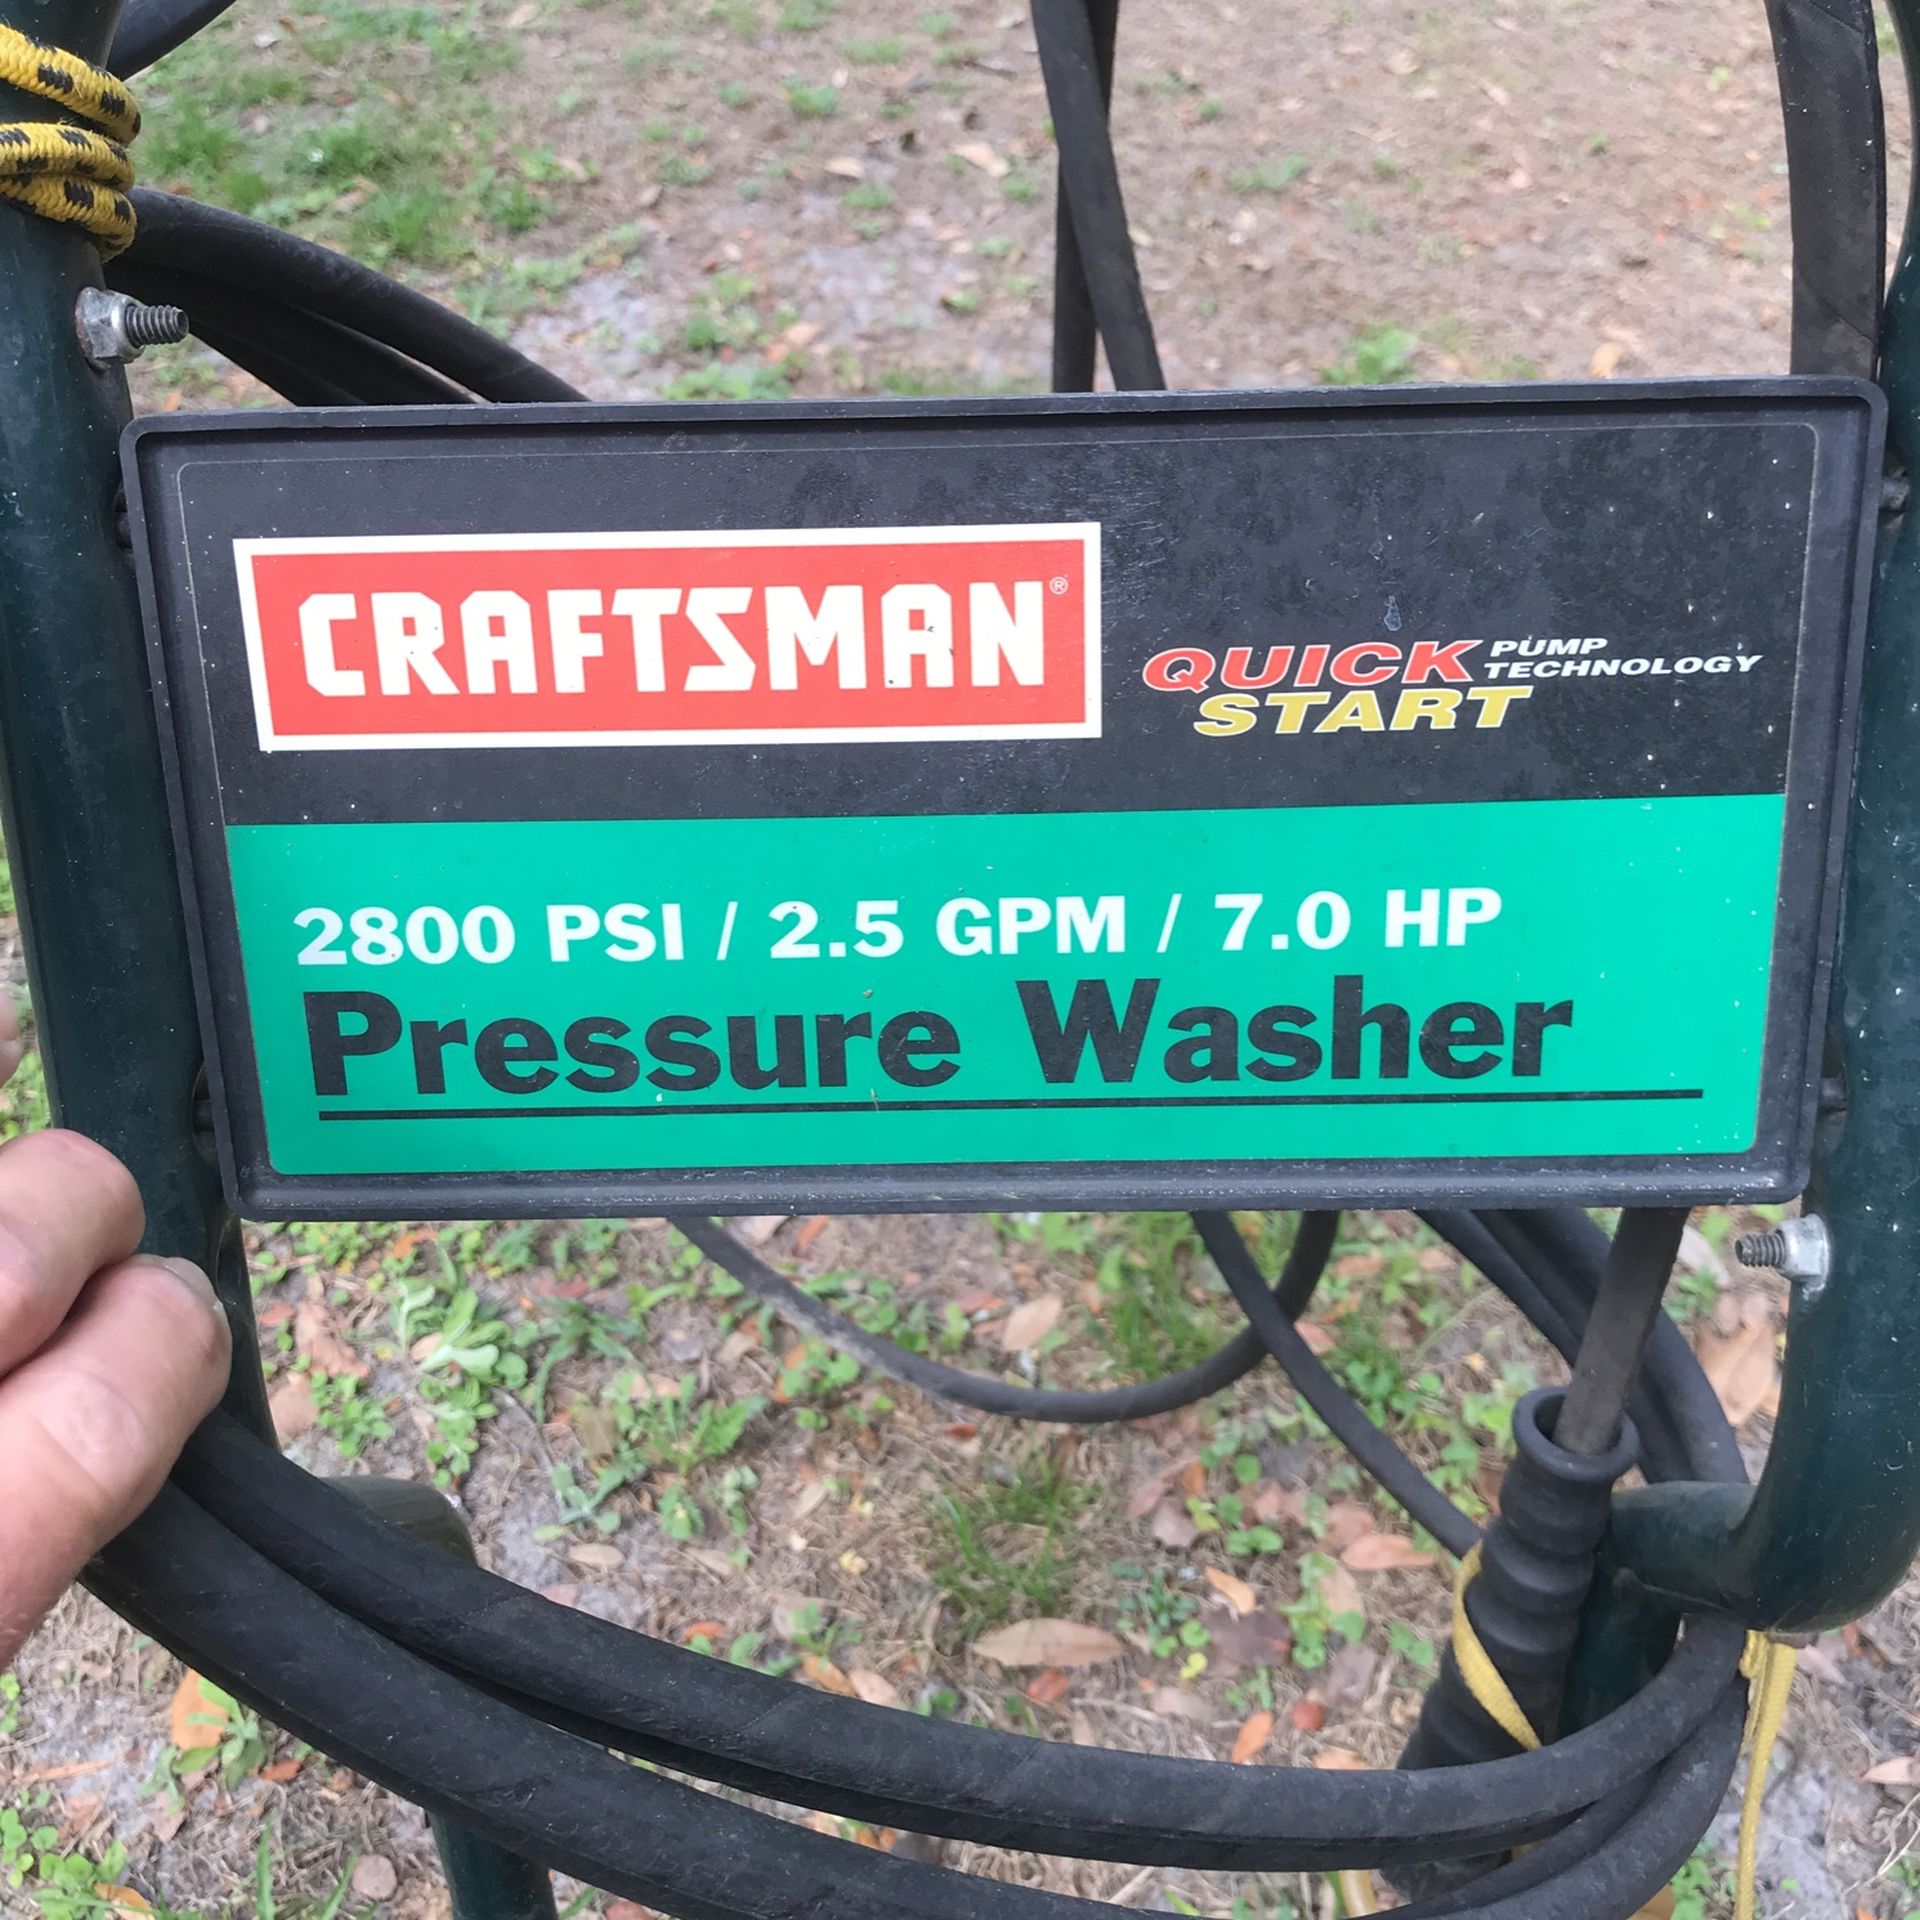 CRAFTSMAN®
QUICK START PUMP TECHNOLOGY
2800 PSI / 2.5 GPM / 7.0 HP
Pressure Washer